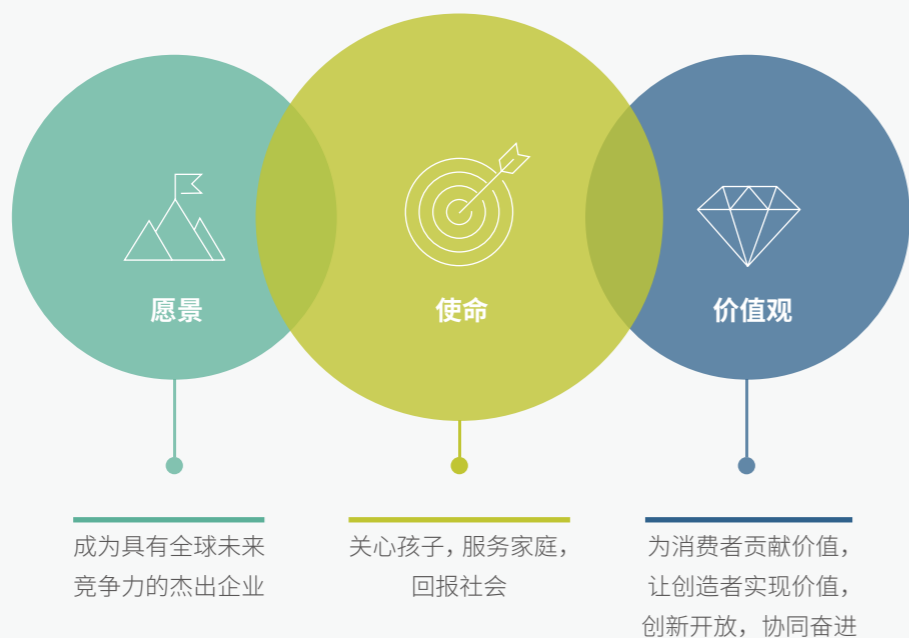 愿景
使命
价值观
成为具有全球未来
竞争力的杰出企业
关心孩子，服务家庭，
回报社会
为消费者贡献价值，
让创造者实现价值，
创新开放，协同奋进